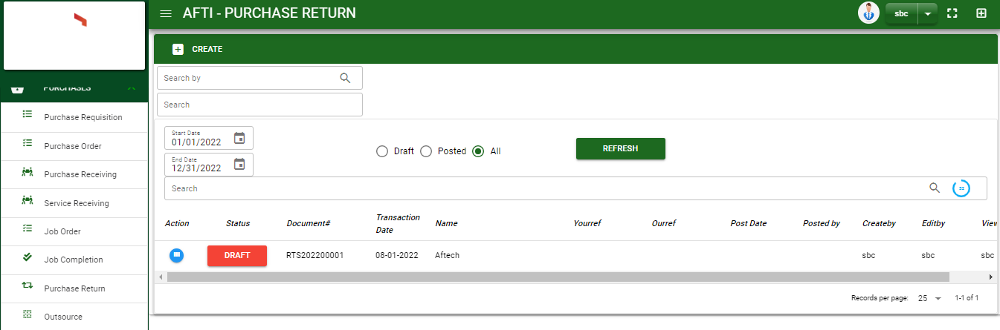 AFTI - PURCHASE RETURN
sbc
CREATE
Search by
Search
PURCHASES
Purchase Requisition
Purchase Order
Purchase Receiving
Service Receiving
Job Order
Job Completion
Purchase Return
Outsource
Start Date
01/01/2022
End Date
12/31/2022
Draft Posted All
REFRESH
Search
52
Action Status Document# Transaction Date Name Yourref Ourref Post Date Posted by Createby Editby View
DRAFT RTS202200001 08-01-2022 Aftech sbc sbc sbc
Records per page: 25 1-1 of 1